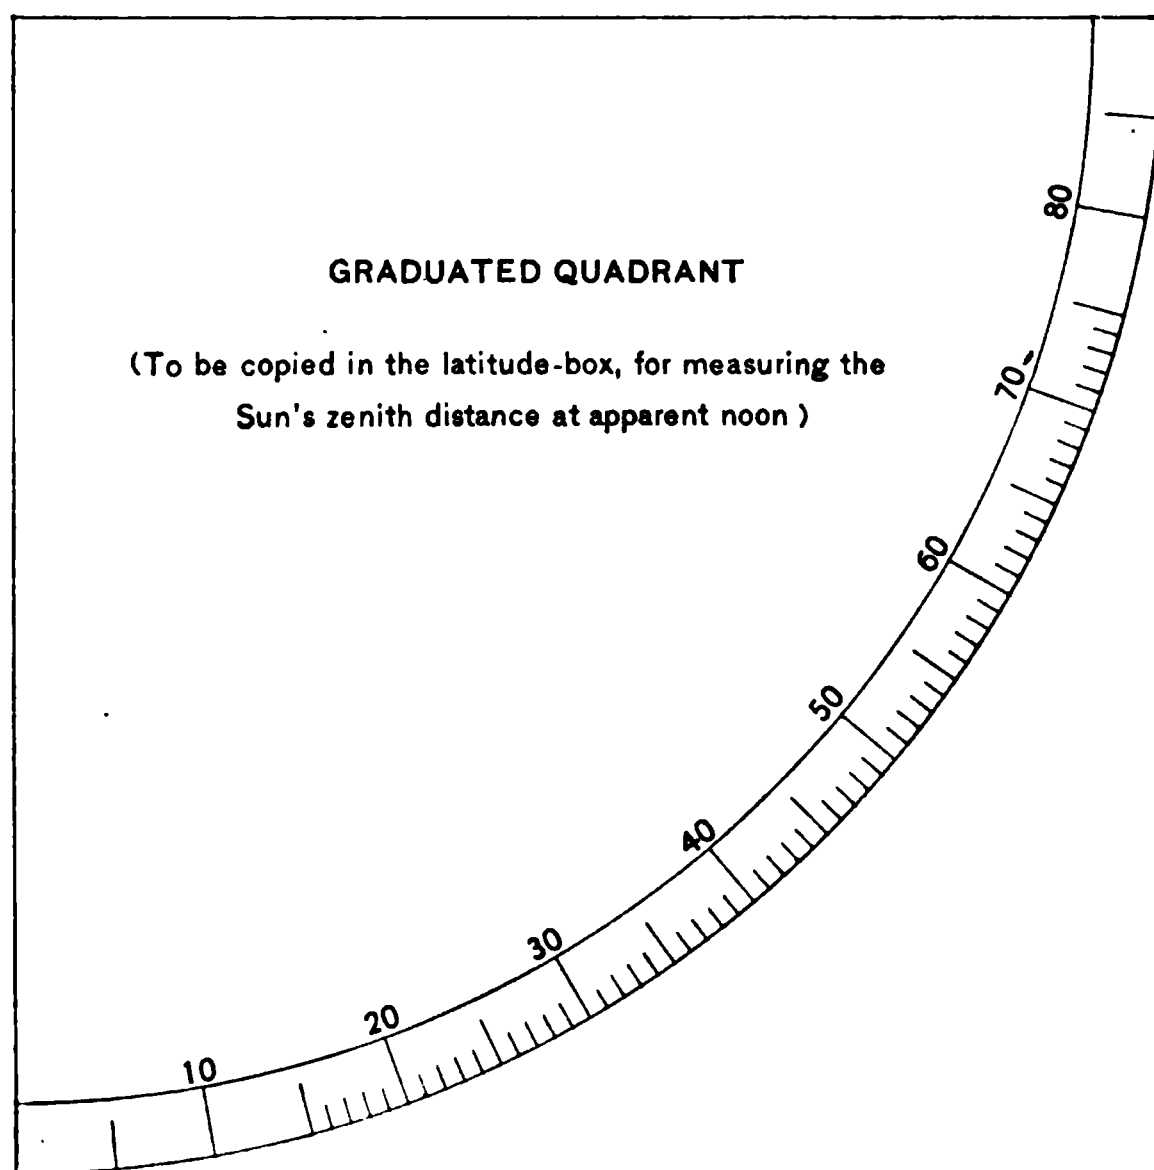 GRADUATED QUADRANT
(To be copied in the latitude-box, for measuring the
Sun's zenith distance at apparent noon)
80
70
60
50
40
30
20
10